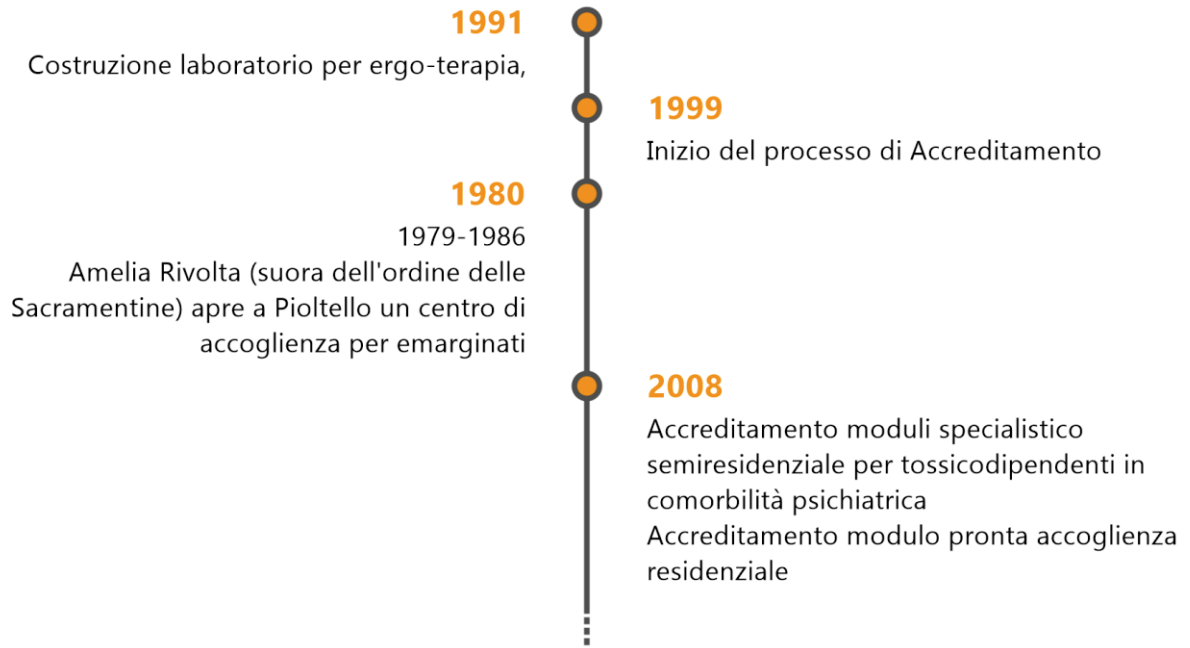 1991
Costruzione laboratorio per ergo-terapia,
1999
Inizio del processo di Accreditamento
1980
1979-1986
Amelia Rivolta (suora dell'ordine delle
Sacramentine) apre a Pioltello un centro di
accoglienza per emarginati
2008
Accreditamento moduli specialistico
semiresidenziale per tossicodipendenti in
comorbilità psichiatrica
Accreditamento modulo pronta accoglienza
residenziale